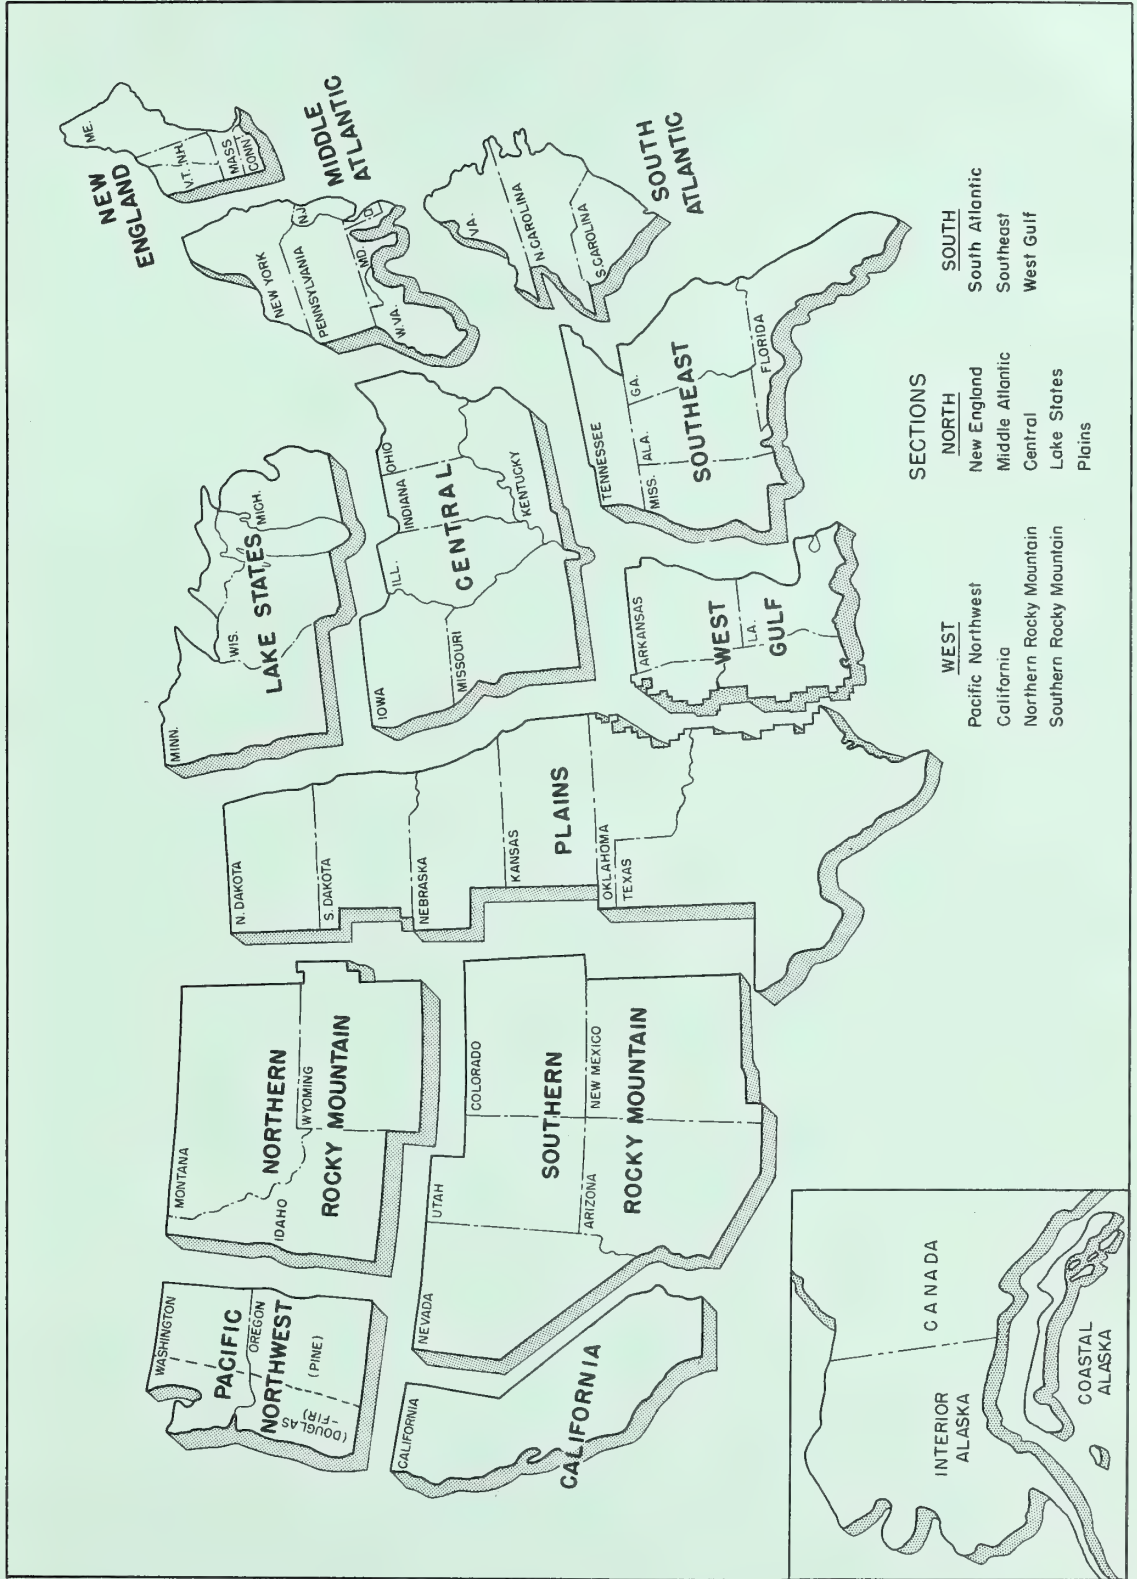 NEW
ENGLAND
ME.
V.T.
N.H.
MASS.
CONN.
MIDDLE
ATLANTIC
NEW YORK
PENNSYLVANIA
N.J.
MD.
D.
W.VA.
SOUTH
ATLANTIC
VA.
N.CAROLINA
S.CAROLINA
LAKE STATES
MINN.
WIS.
MICH.
CENTRAL
IOWA
MISSOURI
ILL.
INDIANA
OHIO
KENTUCKY
SOUTHEAST
TENNESSEE
MISS.
ALA.
GA.
FLORIDA
WEST
GULF
ARKANSAS
LA.
PLAINS
N. DAKOTA
S. DAKOTA
NEBRASKA
KANSAS
OKLAHOMA
TEXAS
NORTHERN
ROCKY MOUNTAIN
MONTANA
IDAHO
WYOMING
SOUTHERN
ROCKY MOUNTAIN
NEVADA
UTAH
COLORADO
ARIZONA
NEW MEXICO
PACIFIC
NORTHWEST
WASHINGTON
OREGON
(PINE)
(DOUGLAS
-FIR)
CALIFORNIA
CALIFORNIA
INTERIOR
ALASKA
CANADA
COASTAL
ALASKA
SECTIONS
WEST
Pacific Northwest
California
Northern Rocky Mountain
Southern Rocky Mountain
NORTH
New England
Middle Atlantic
Central
Lake States
Plains
SOUTH
South Atlantic
Southeast
West Gulf